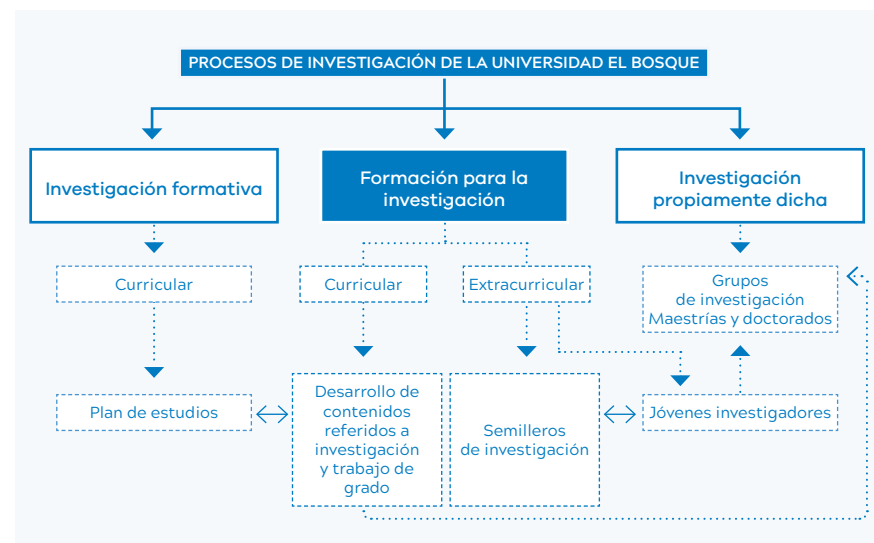 PROCESOS DE INVESTIGACIÓN DE LA UNIVERSIDAD EL BOSQUE
Investigación formativa
Formación para la
investigación
Investigación
propiamente dicha
Curricular
Curricular
Extracurricular
Grupos
de investigación
Maestrías y doctorados
Plan de estudios
Desarrollo de
contenidos
referidos a
investigación
y trabajo de
grado
Semilleros
de investigación
Jóvenes investigadores